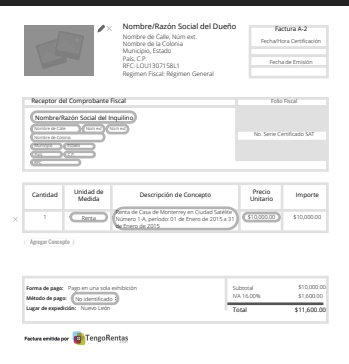 Nombre/Razón Social del Dueño
Nombre de Calle, Núm ext.
Nombre de la Colonia
Municipio, Estado
País, C.P.
RFC: LOU1307158L1
Regimen Fiscal: Régimen General
Factura A-2
Fecha/Hora Certificación
Fecha de Emisión
Receptor del Comprobante Fiscal
Folio Fiscal
Nombre/Razón Social del Inquilino
Nombre de Calle Núm ext Núm ext
Nombre de Colonia
Municipio Estado
País C.P.
RFC
No. Serie Certificado SAT
Cantidad Unidad de Medida Descripción de Concepto Precio Unitario Importe
1 Renta Renta de Casa de Monterrey en Ciudad Satélite
Número 1-A, periodo: 01 de Enero de 2015 a 31
de Enero de 2015
$10,000.00 $10,000.00
Agregar Concepto
Forma de pago: Pago en una sola exhibición
Método de pago: No identificado
Lugar de expedición: Nuevo León
Subtotal $10,000.00
IVA 16.00% $1,600.00
Total $11,600.00
Factura emitida por TengoRentas